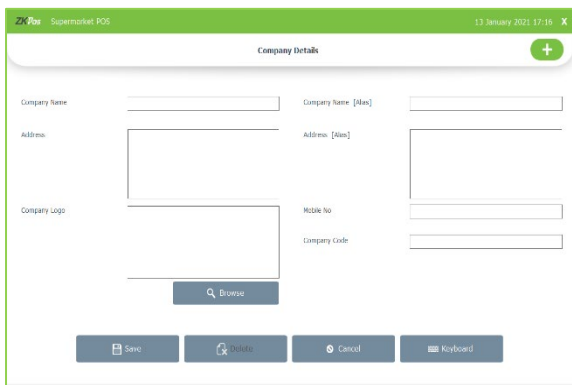 ZKPos Supermarket POS 13 January 2021 17:16 X
Company Details
+
Company Name
Company Name [Alias]
Address
Address [Alias]
Company Logo
Mobile No
Company Code
Browse
Save
Delete
Cancel
Keyboard